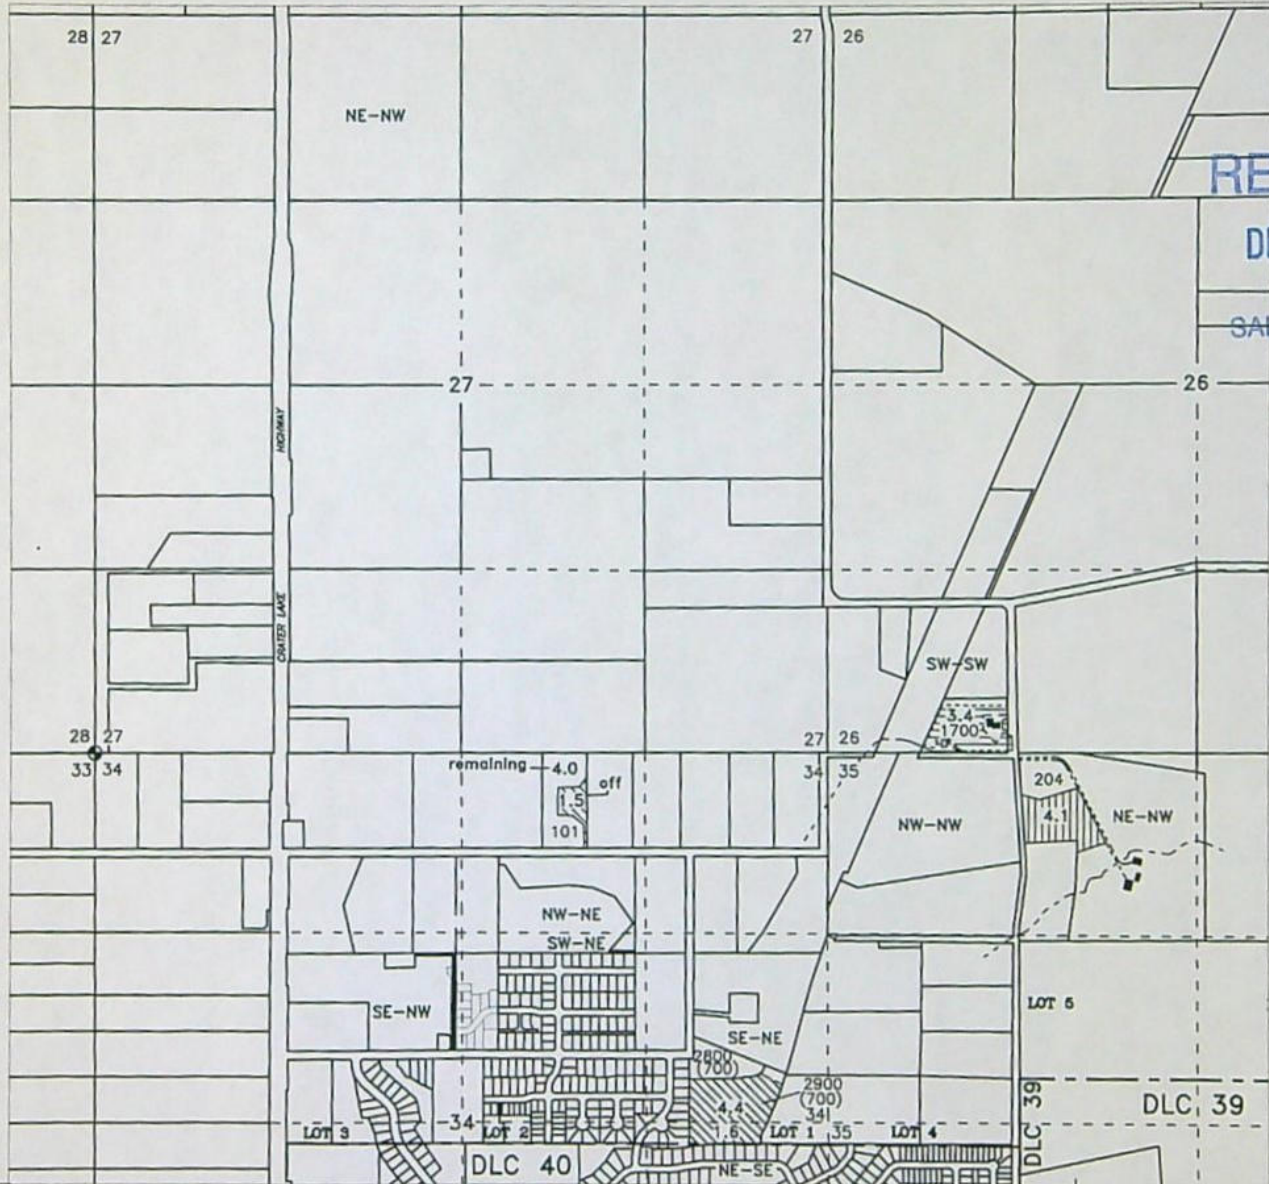 28 27
27 26
NE-NW
RE
DI
SAL
27
26
HIGHWAY
CRATER LAKE
SW-SW
3.4
1700
28 27
33 34
27 26
34 35
remaining 4.0
off
1.5
101
204
4.1
NE-NW
NW-NW
NW-NE
SW-NE
SE-NW
SE-NE
LOT 5
2800
(700)
2900
(700)
34
4.4
1.6
LOT 3
34
LOT 2
LOT 1 35
LOT 4
DLC 39
DLC 39
DLC 40
NE-SE